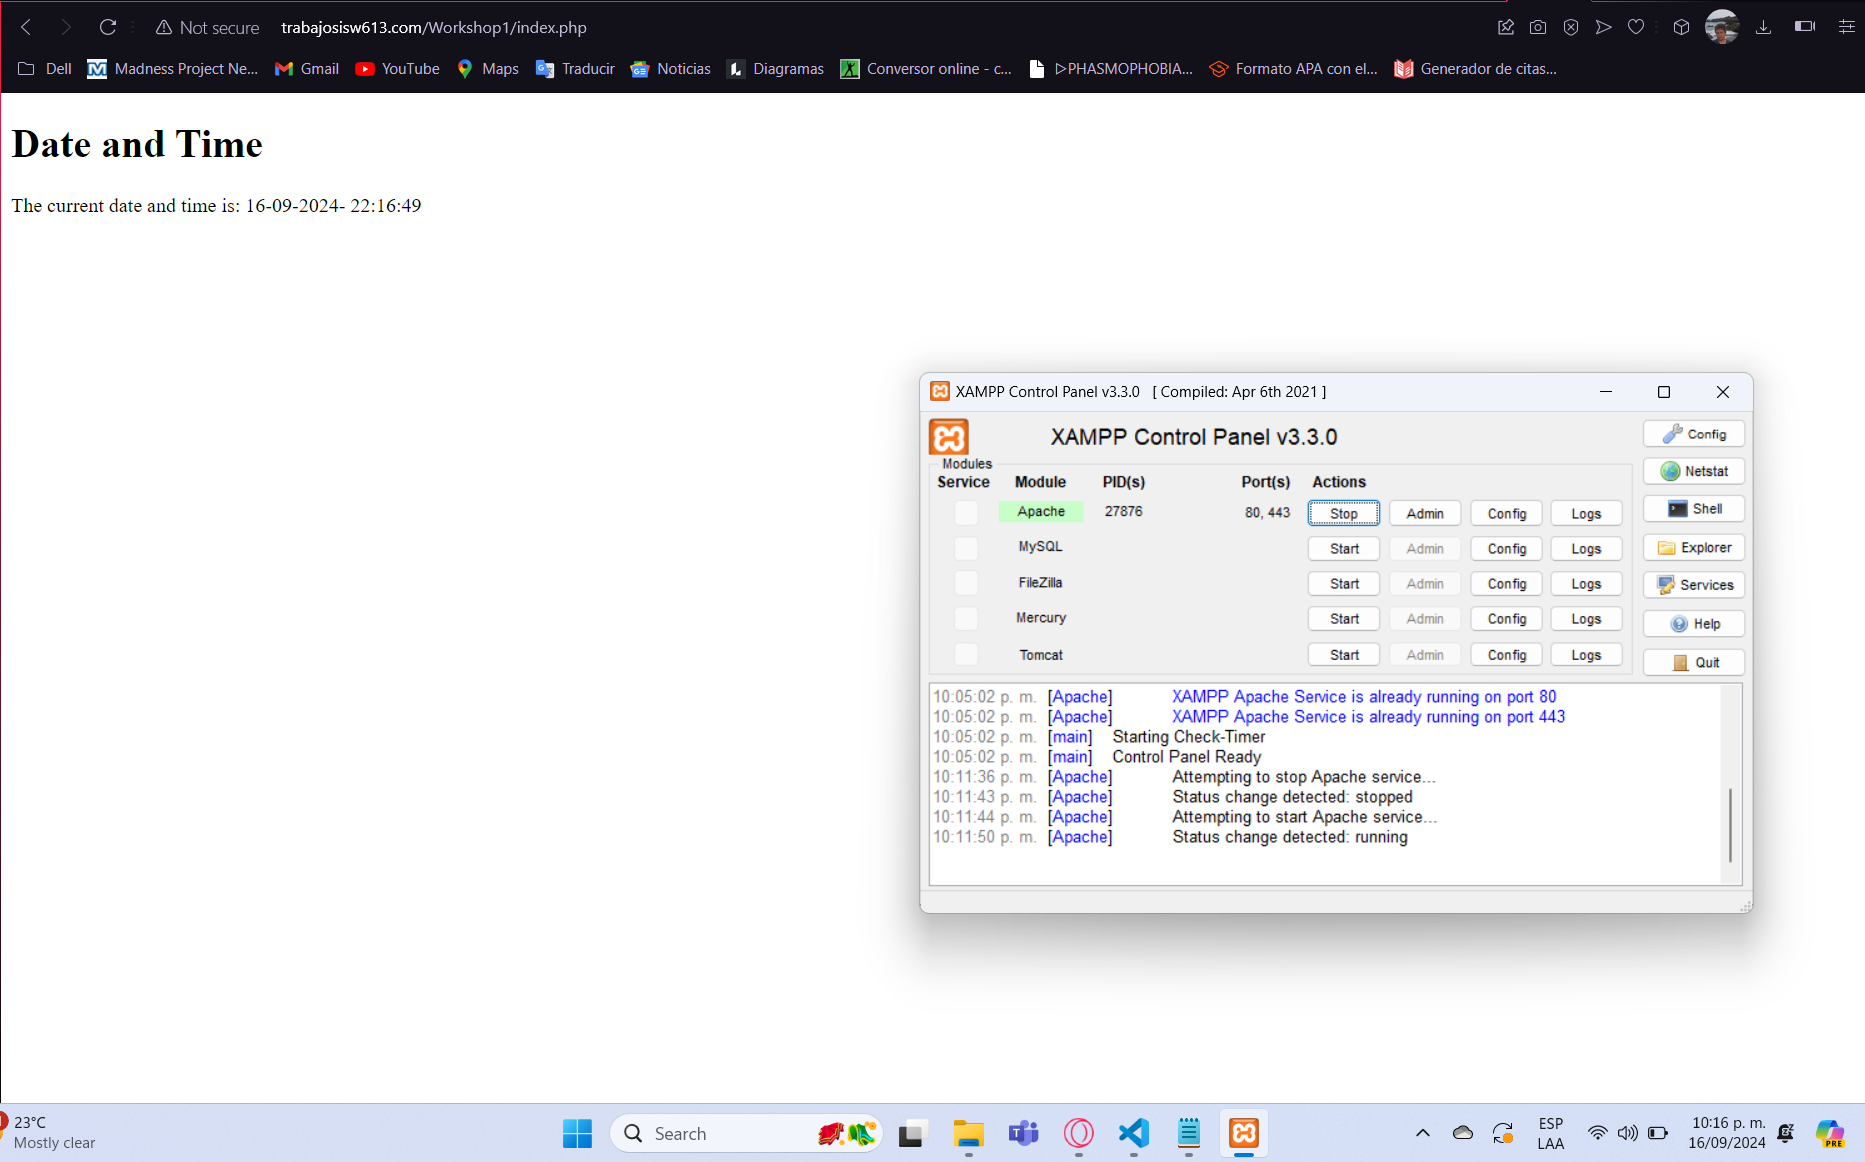 Not secure trabajosisw613.com/Workshop1/index.php
Dell Madness Project Ne... Gmail YouTube Maps Traducir Noticias Diagramas Conversor online - c... ▷PHASMOPHOBIA... Formato APA con el... Generador de citas...
Date and Time
The current date and time is: 16-09-2024- 22:16:49
XAMPP Control Panel v3.3.0 [ Compiled: Apr 6th 2021 ]
XAMPP Control Panel v3.3.0
Config
Modules
Service Module PID(s) Port(s) Actions
Netstat
Apache 27876 80, 443 Stop Admin Config Logs
Shell
MySQL Start Admin Config Logs
Explorer
FileZilla Start Admin Config Logs
Services
Mercury Start Admin Config Logs
Help
Tomcat Start Admin Config Logs
Quit
10:05:02 p. m. [Apache] XAMPP Apache Service is already running on port 80
10:05:02 p. m. [Apache] XAMPP Apache Service is already running on port 443
10:05:02 p. m. [main] Starting Check-Timer
10:05:02 p. m. [main] Control Panel Ready
10:11:36 p. m. [Apache] Attempting to stop Apache service...
10:11:43 p. m. [Apache] Status change detected: stopped
10:11:44 p. m. [Apache] Attempting to start Apache service...
10:11:50 p. m. [Apache] Status change detected: running
23°C
Mostly clear
Search
ESP
LAA
10:16 p. m.
16/09/2024
PRE